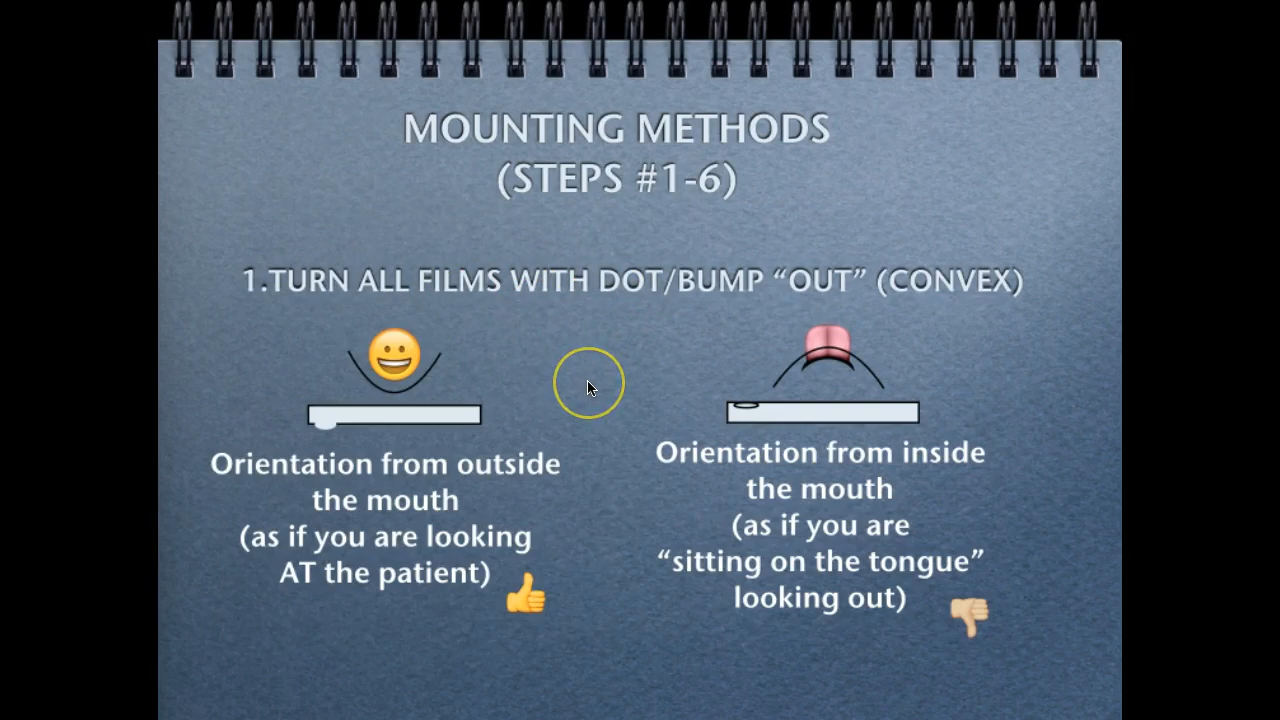 MOUNTING METHODS
(STEPS #1-6)
1.TURN ALL FILMS WITH DOT/BUMP “OUT” (CONVEX)
Orientation from outside
the mouth
(as if you are looking
AT the patient)
Orientation from inside
the mouth
(as if you are
“sitting on the tongue”
looking out)